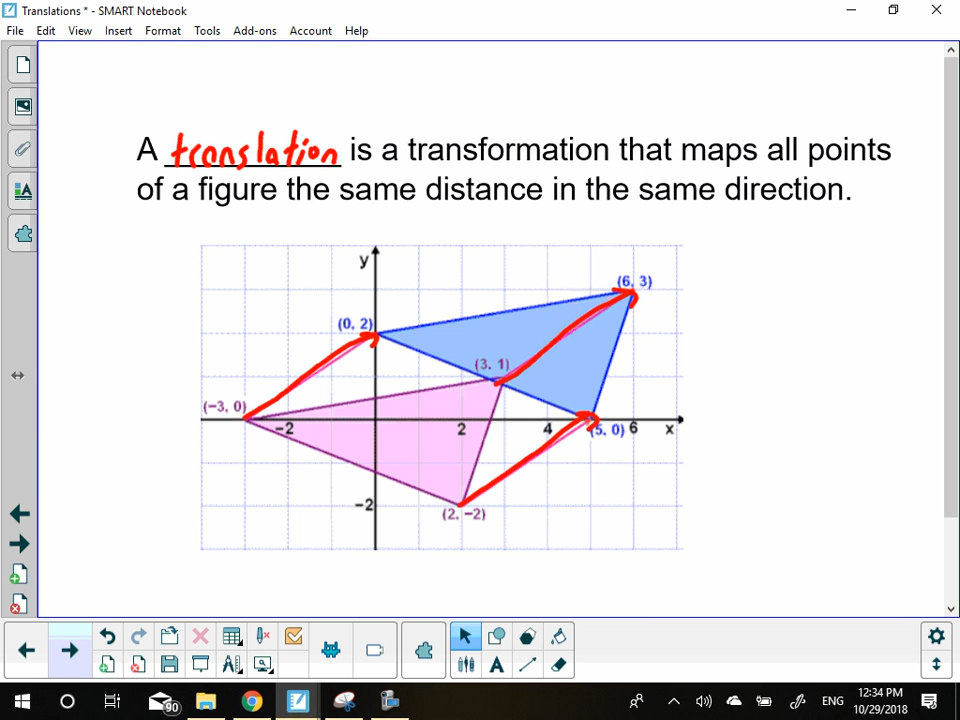 Translations * - SMART Notebook
File Edit View Insert Format Tools Add-ons Account Help
A translation is a transformation that maps all points
of a figure the same distance in the same direction.
y
(6, 3)
(0, 2)
(3, 1)
(−3, 0)
−2 2 4 (5, 0) 6 x
−2
(2, −2)
A
90
ENG
12:34 PM
10/29/2018